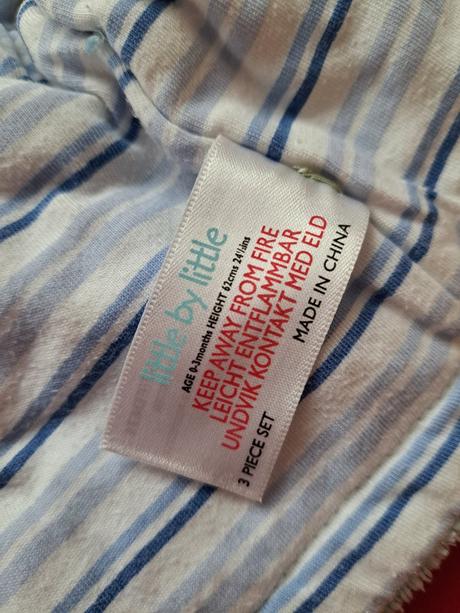 little by little
AGE 0-3months HEIGHT 62cms 24½ins
KEEP AWAY FROM FIRE
LEICHT ENTFLAMMBAR
UNDVIK KONTAKT MED ELD
MADE IN CHINA
3 PIECE SET